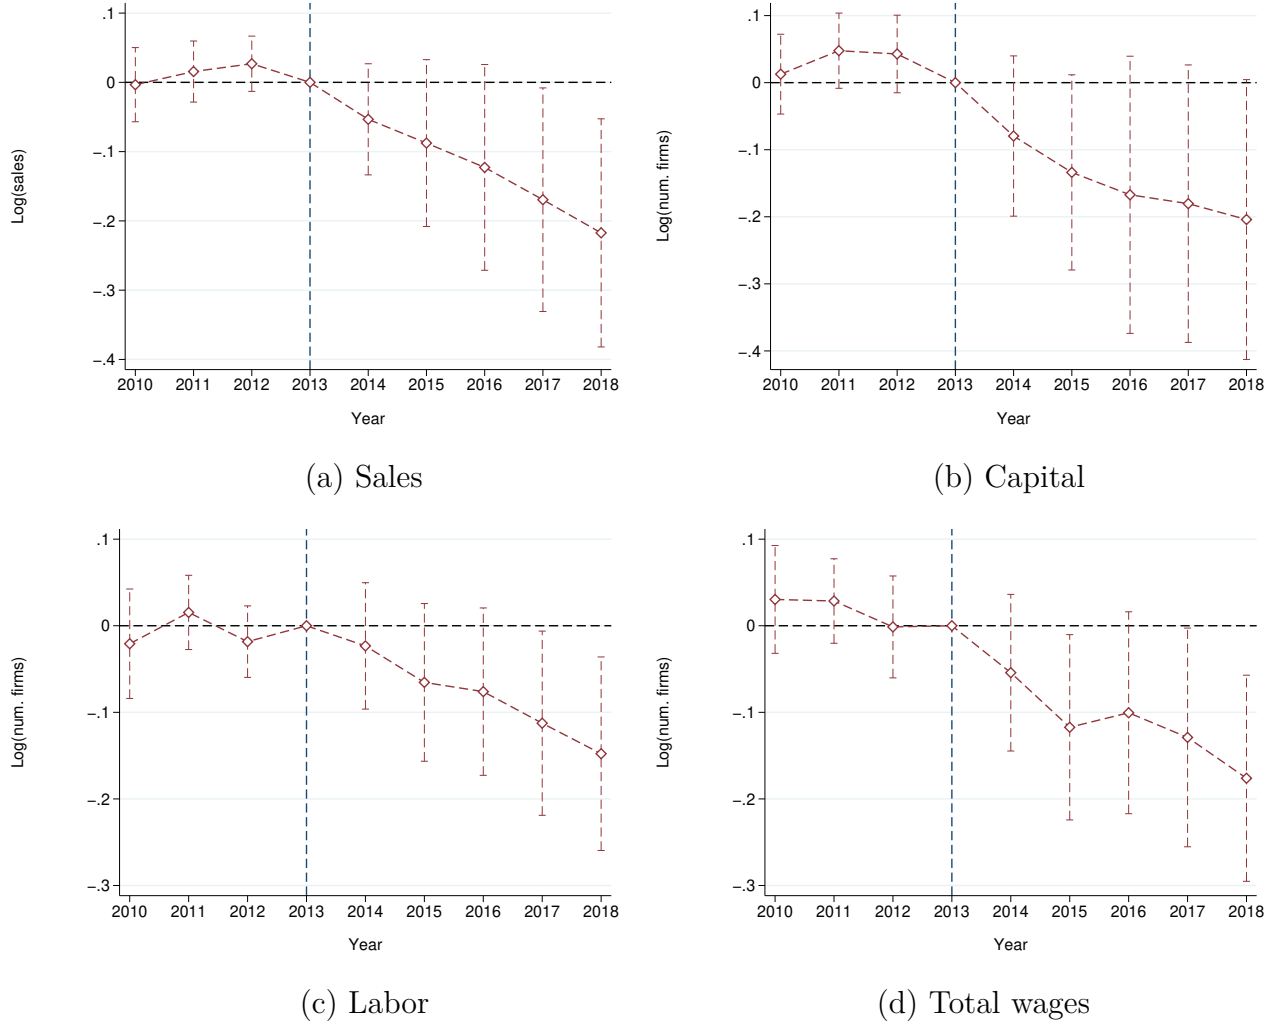 .1
0
−.1
−.2
−.3
−.4
Log(sales)
2010 2011 2012 2013 2014 2015 2016 2017 2018
Year
(a) Sales
.1
0
−.1
−.2
−.3
−.4
Log(num. firms)
2010 2011 2012 2013 2014 2015 2016 2017 2018
Year
(b) Capital
.1
0
−.1
−.2
−.3
Log(num. firms)
2010 2011 2012 2013 2014 2015 2016 2017 2018
Year
(c) Labor
.1
0
−.1
−.2
−.3
Log(num. firms)
2010 2011 2012 2013 2014 2015 2016 2017 2018
Year
(d) Total wages